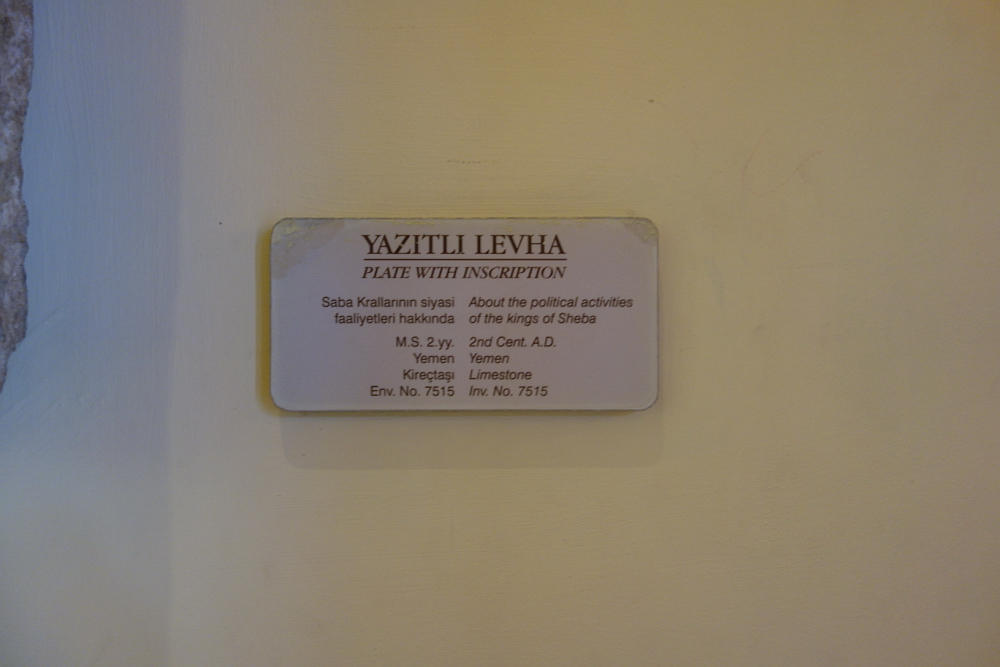 YAZITLI LEVHA
PLATE WITH INSCRIPTION
Saba Krallarının siyasi
faaliyetleri hakkında
M.S. 2.yy.
Yemen
Kireçtaşı
Env. No. 7515
About the political activities
of the kings of Sheba
2nd Cent. A.D.
Yemen
Limestone
Inv. No. 7515